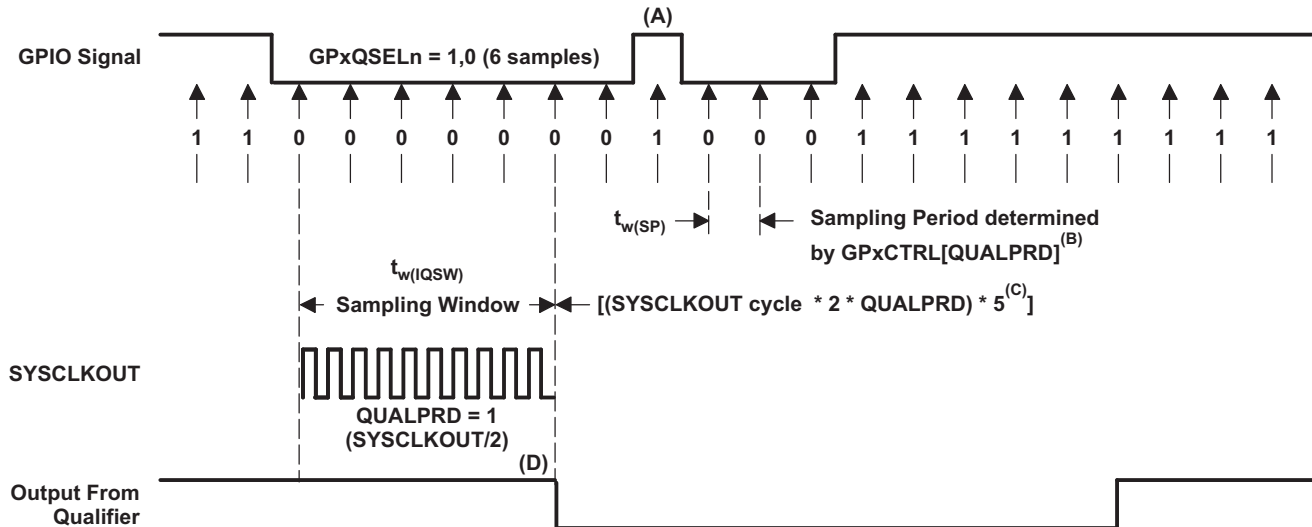 (A)
GPIO Signal
GPxQSELn = 1,0 (6 samples)
1 1 0 0 0 0 0 0 0 1 0 0 0 1 1 1 1 1 1 1 1 1
tw(SP)
Sampling Period determined
by GPxCTRL[QUALPRD](B)
tw(IQSW)
Sampling Window
[(SYSCLKOUT cycle * 2 * QUALPRD) * 5(C)]
SYSCLKOUT
QUALPRD = 1
(SYSCLKOUT/2)
(D)
Output From
Qualifier